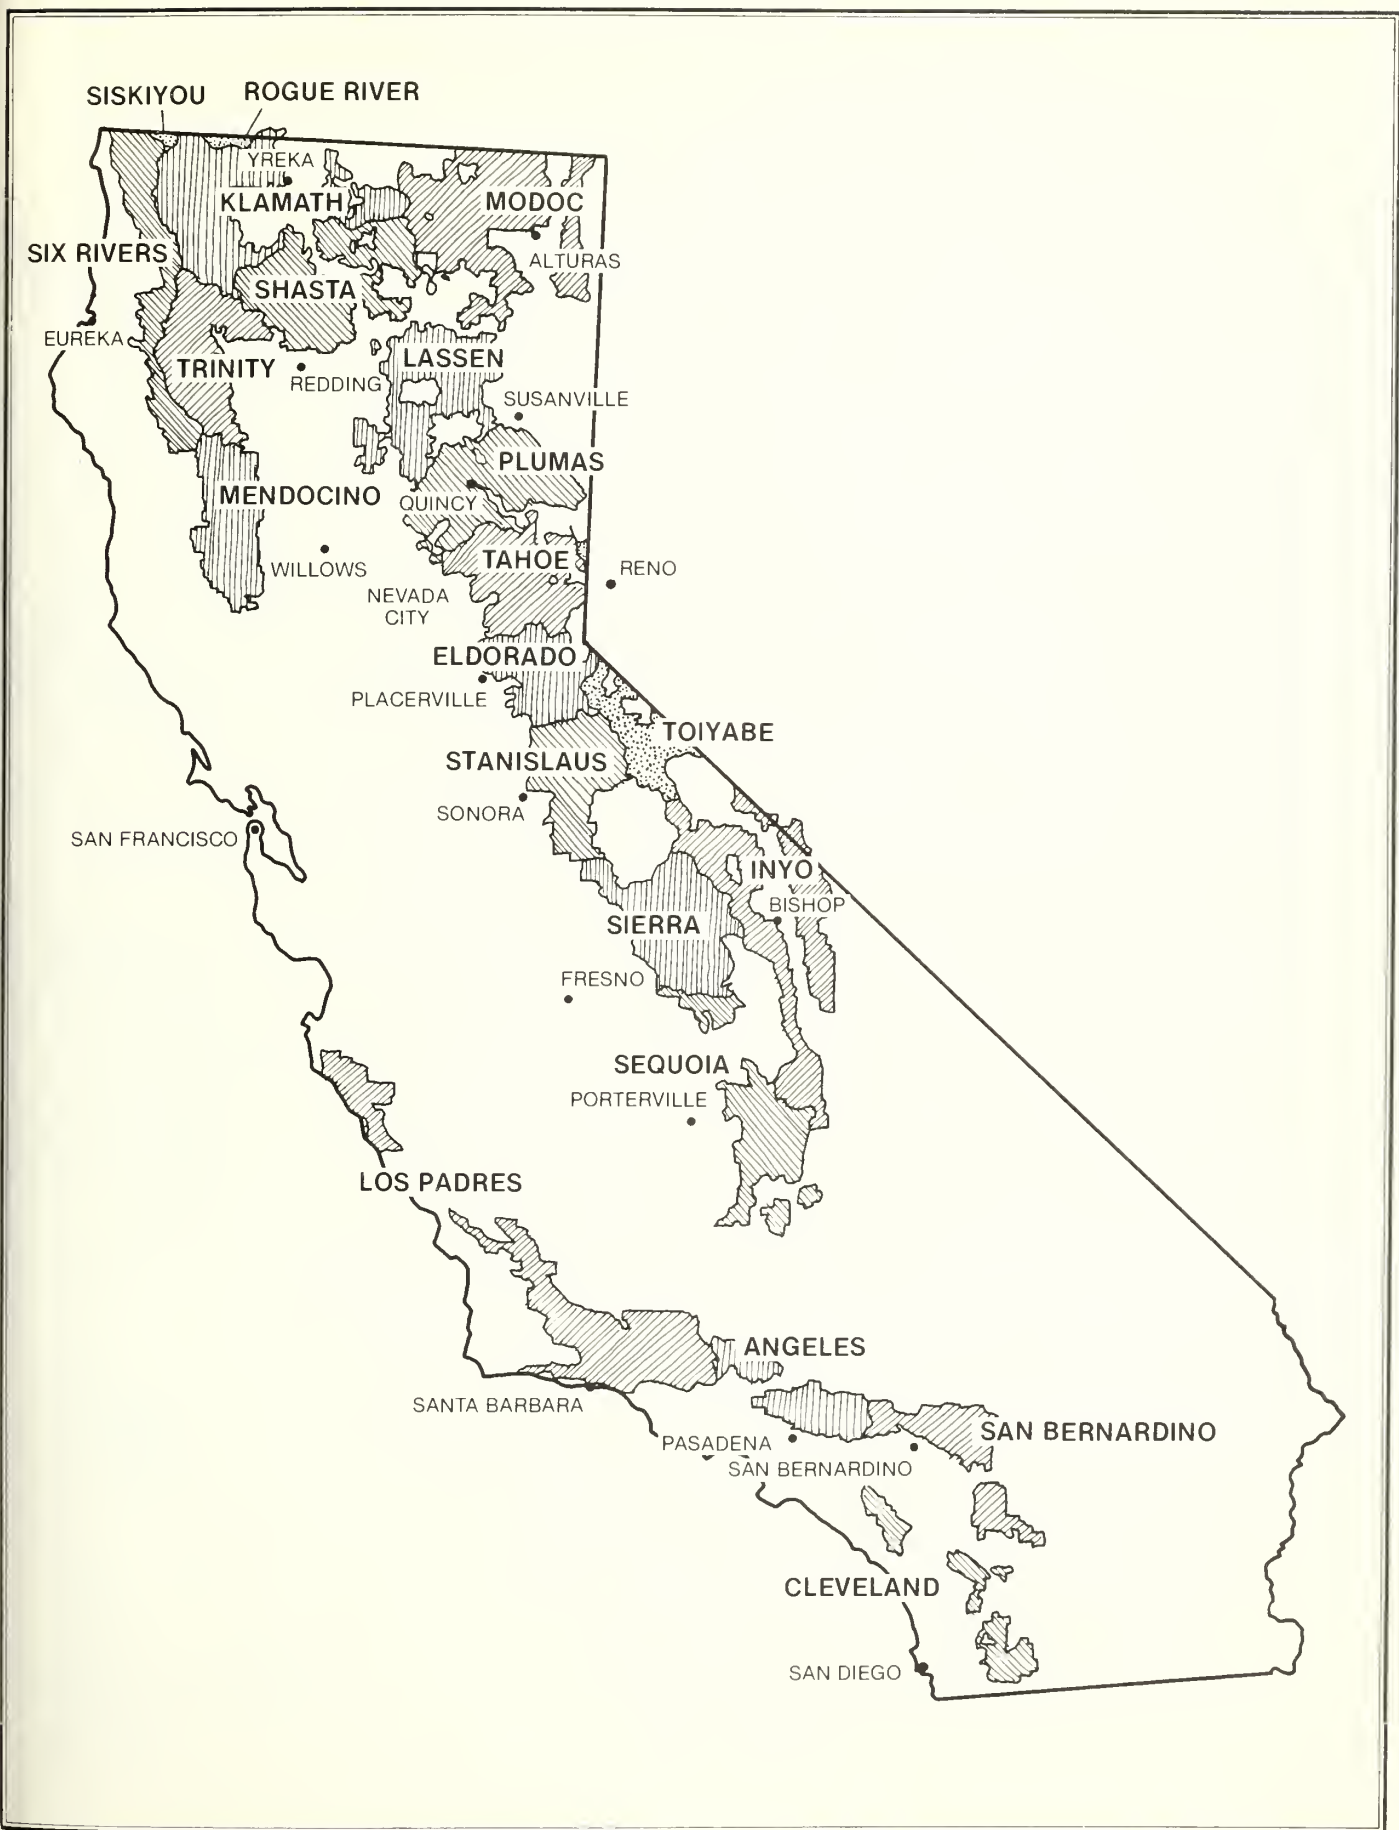 SISKIYOU
ROGUE RIVER
YREKA
KLAMATH
MODOC
SIX RIVERS
ALTURAS
SHASTA
EUREKA
TRINITY
REDDING
LASSEN
SUSANVILLE
PLUMAS
MENDOCINO
QUINCY
TAHOE
WILLOWS
RENO
NEVADA
CITY
ELDORADO
PLACERVILLE
TOIYABE
STANISLAUS
SONORA
SAN FRANCISCO
INYO
BISHOP
SIERRA
FRESNO
SEQUOIA
PORTERVILLE
LOS PADRES
ANGELES
SANTA BARBARA
SAN BERNARDINO
PASADENA
SAN BERNARDINO
CLEVELAND
SAN DIEGO